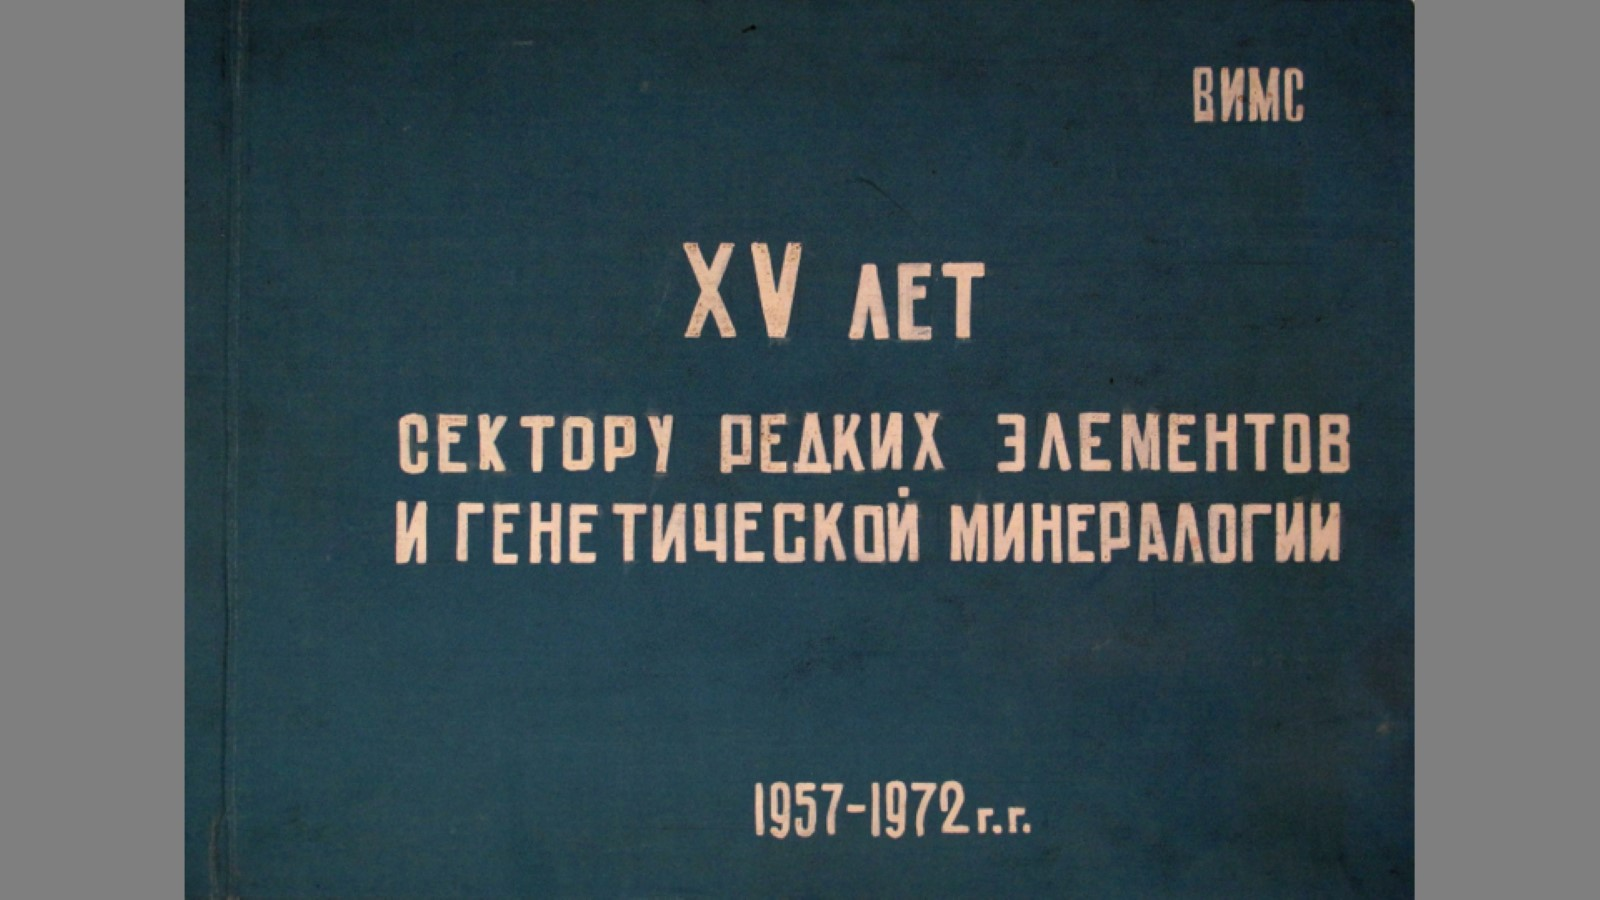 ВИМС
XV ЛЕТ
СЕКТОРУ РЕДКИХ ЭЛЕМЕНТОВ
И ГЕНЕТИЧЕСКОЙ МИНЕРАЛОГИИ
1957-1972 г.г.